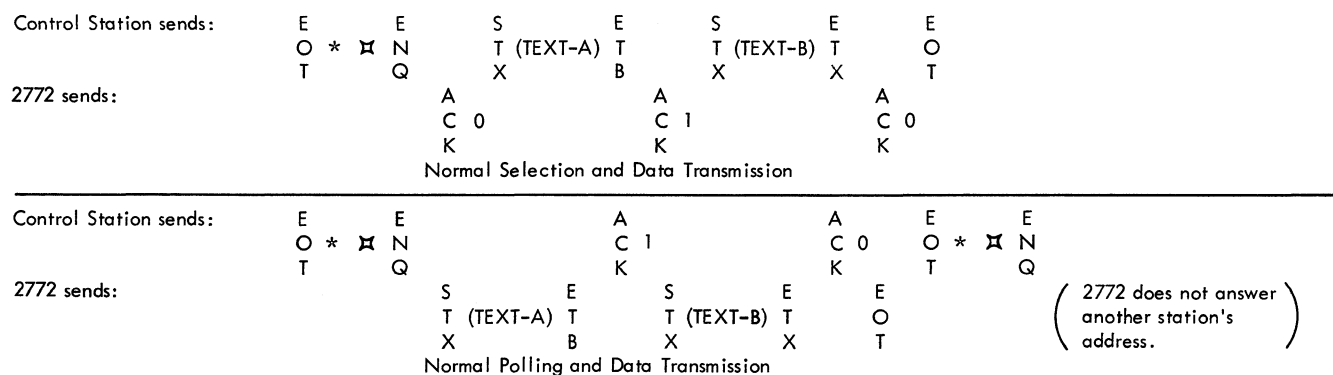 Control Station sends: E E S E S E E
O * ¤ N T (TEXT-A) T T (TEXT-B) T O
T Q X B X X T
2772 sends: A A A
C 0 C 1 C 0
K K K
Normal Selection and Data Transmission
Control Station sends: E E A A E E
O * ¤ N C 1 C 0 O * ¤ N
T Q K K T Q
2772 sends: S E S E E ( 2772 does not answer
T (TEXT-A) T T (TEXT-B) T O another station's
X B X X T address. )
Normal Polling and Data Transmission